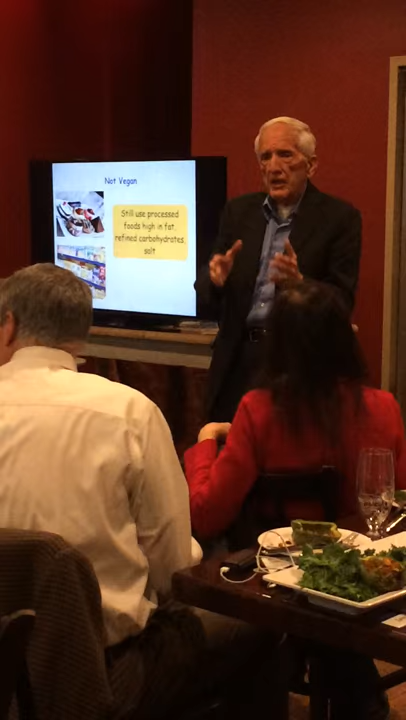 Not Vegan
Still use processed
foods high in fat,
refined carbohydrates,
salt